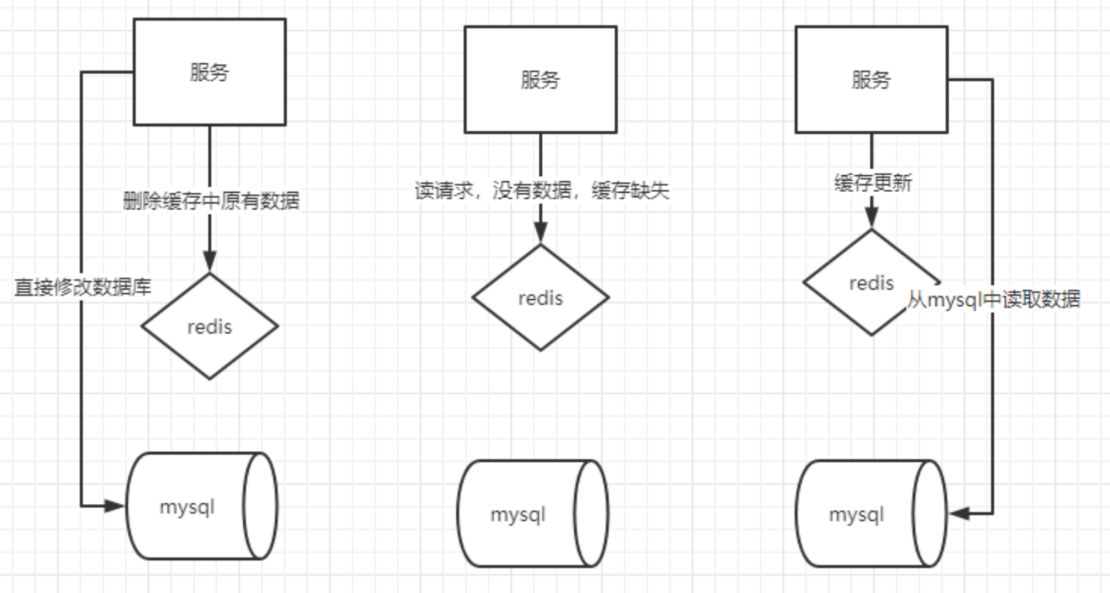 服务
删除缓存中原有数据
直接修改数据库
redis
mysql
服务
读请求，没有数据，缓存缺失
redis
mysql
服务
缓存更新
redis
从mysql中读取数据
mysql